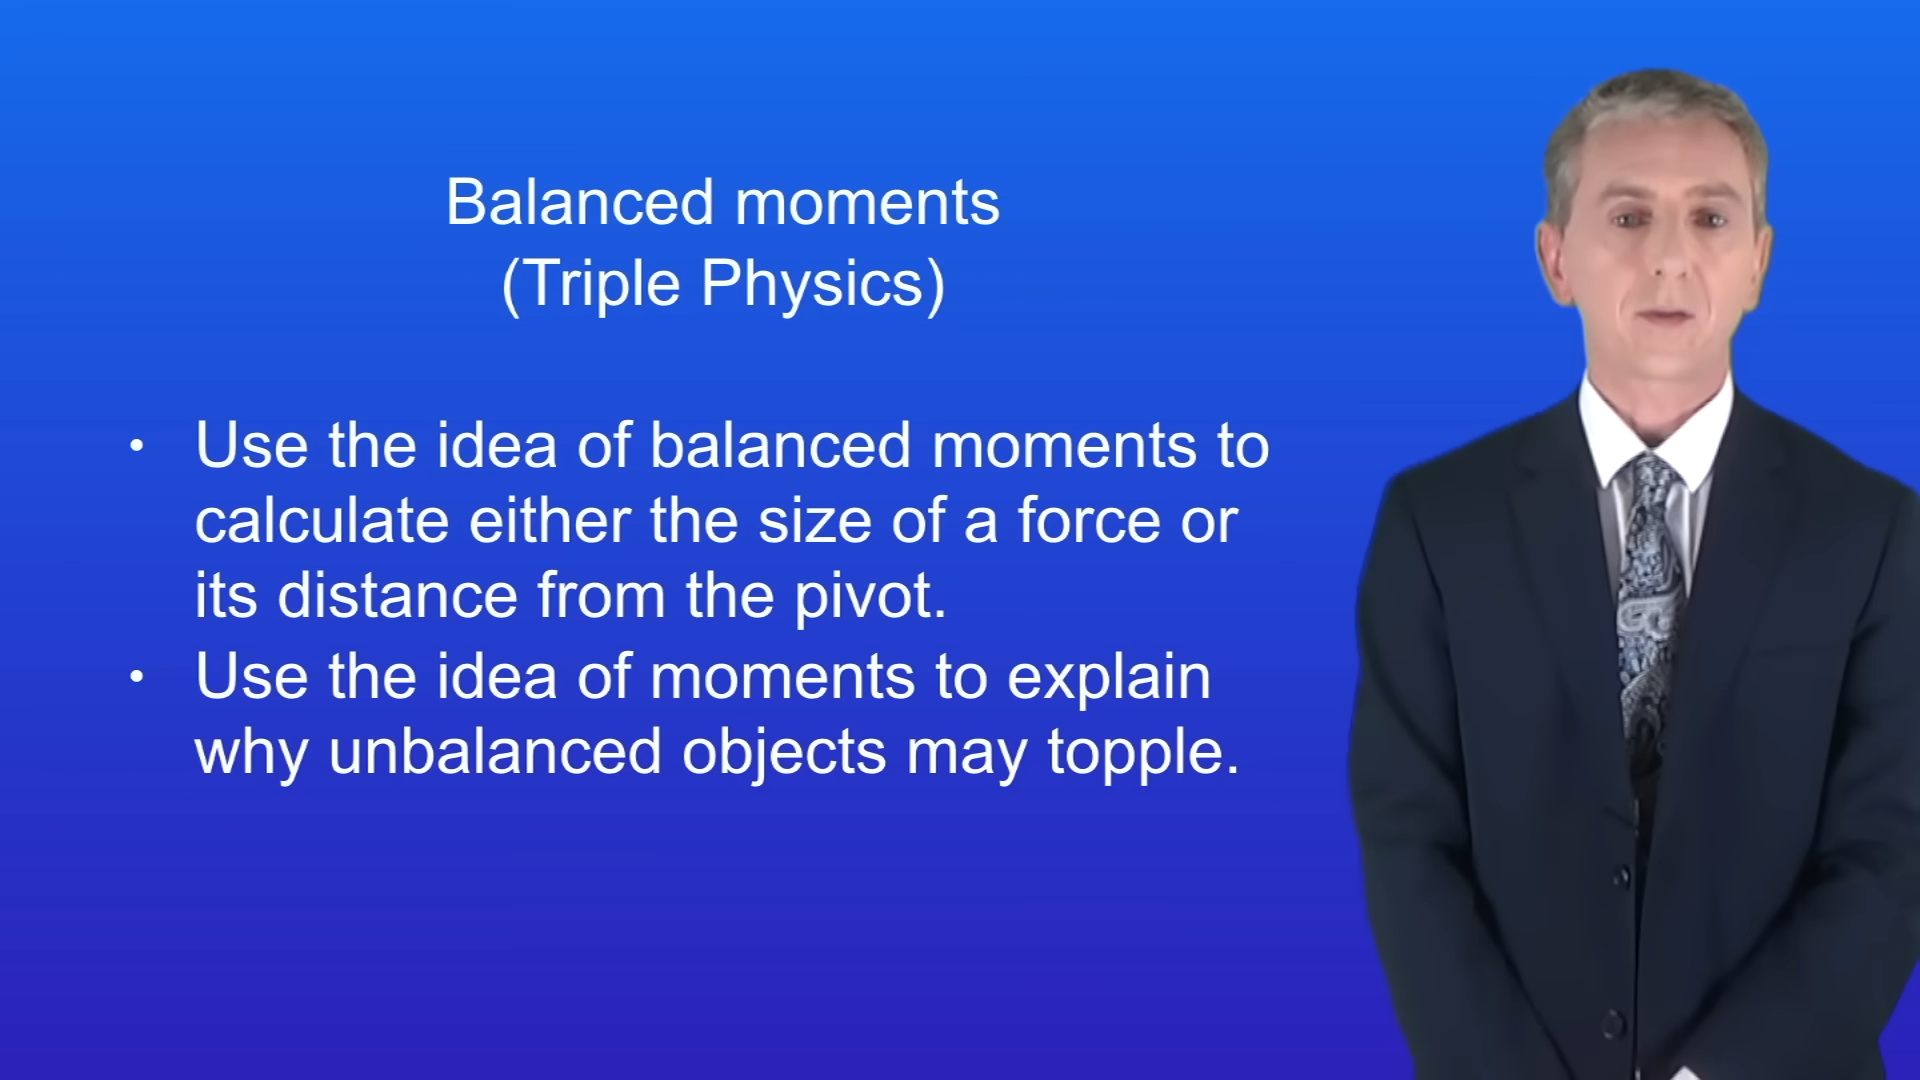 Balanced moments
(Triple Physics)
• Use the idea of balanced moments to
calculate either the size of a force or
its distance from the pivot.
• Use the idea of moments to explain
why unbalanced objects may topple.